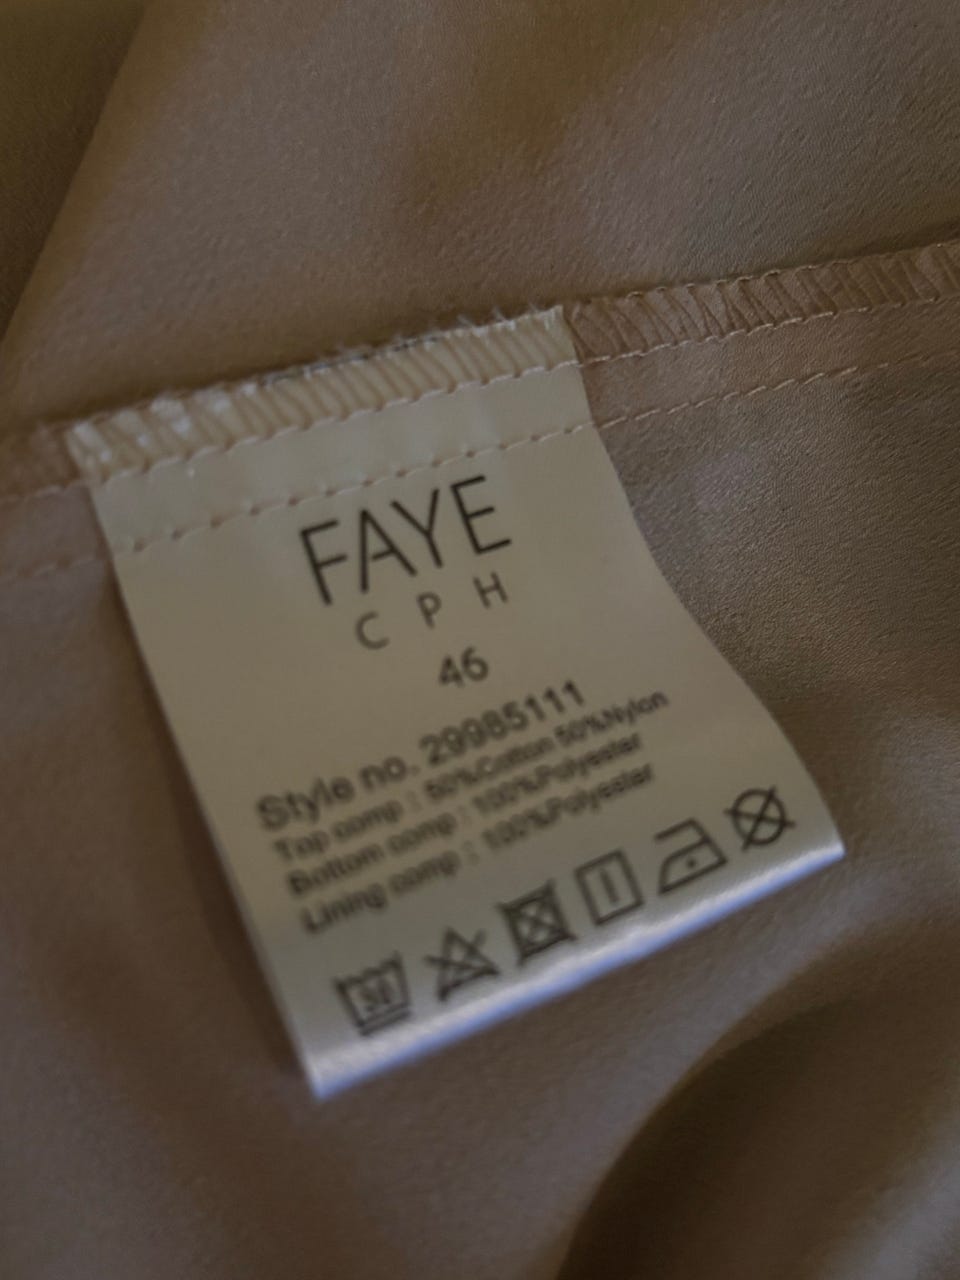 FAYE
CPH
46
Style no. 29985111
Top comp : 50%Cotton 50%Nylon
Bottom comp : 100%Polyester
Lining comp : 100%Polyester
30